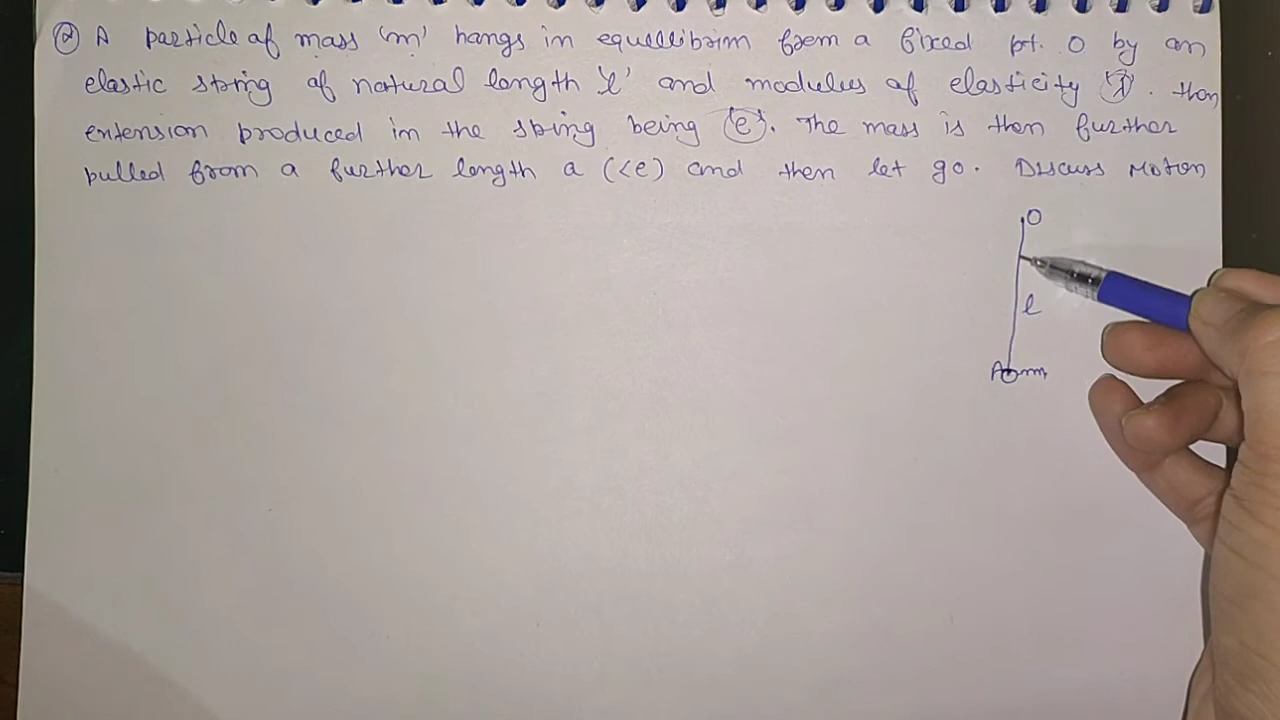 ② A particle of mass 'm' hangs in equellibrim from a fixed pt. O by an
elastic string of natural length 'l' and modulus of elasticity 'λ'. then
extension produced in the string being 'e'. The mass is then further
pulled from a further length a (<e) and then let go. Discuss Motion
O
l
A m